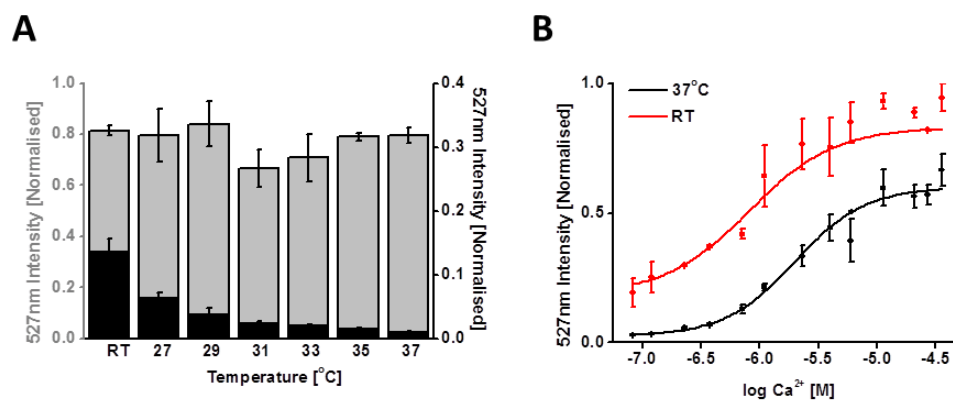 A
B
527nm Intensity [Normalised]
1.0
0.8
0.6
0.4
0.2
0.0
0.4
0.3
0.2
0.1
0.0
527nm Intensity [Normalised]
RT 27 29 31 33 35 37
Temperature [°C]
527nm Intensity [Normalised]
1.0
0.5
0.0
37°C
RT
-7.0 -6.5 -6.0 -5.5 -5.0 -4.5
log Ca²⁺ [M]